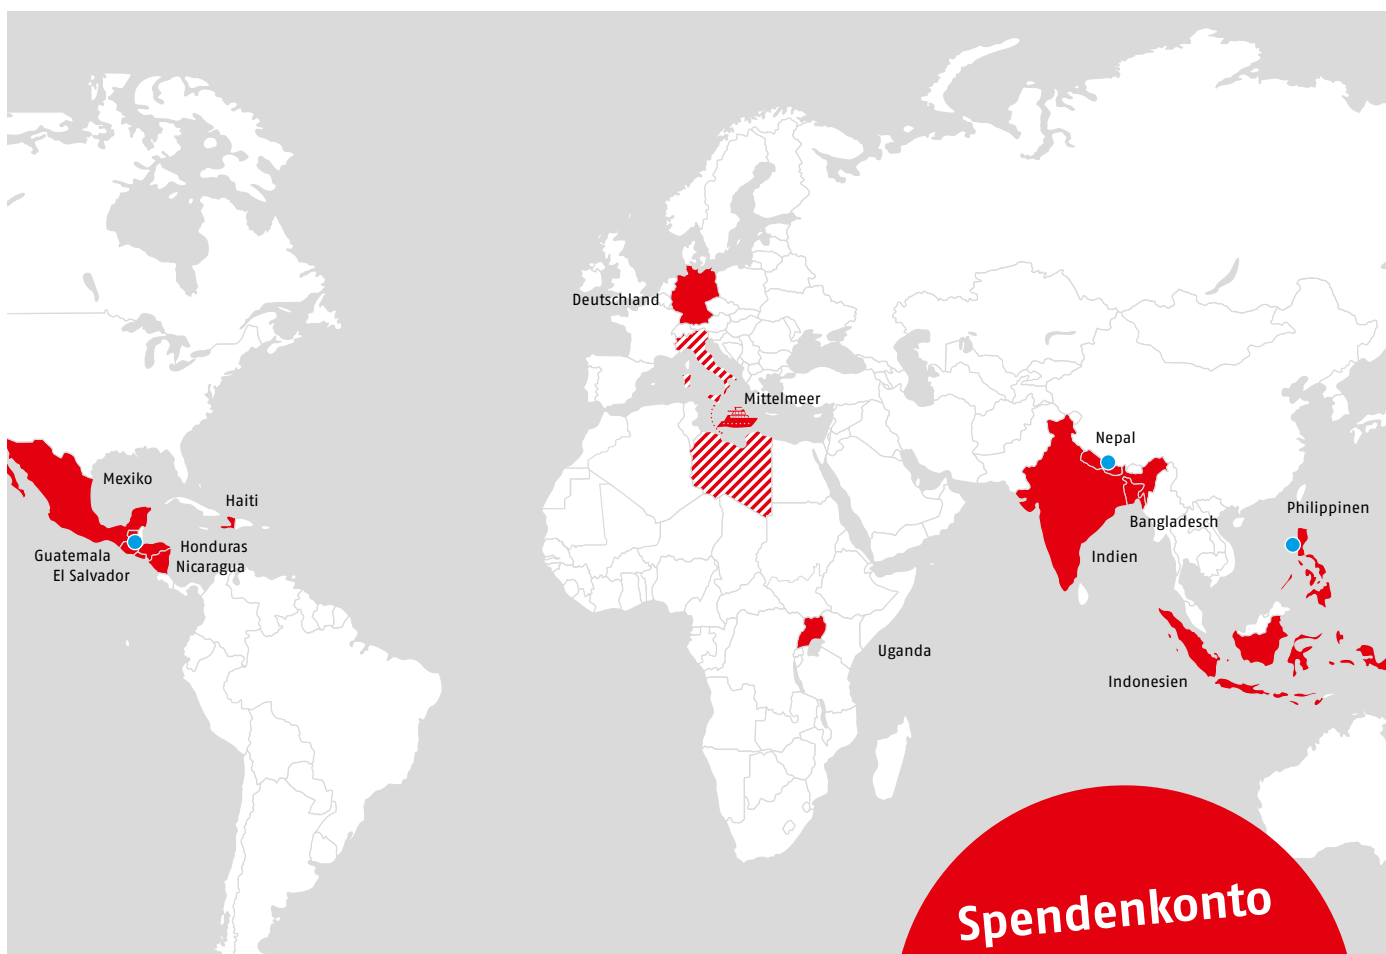 Deutschland
Mittelmeer
Nepal
Mexiko
Haiti
Philippinen
Bangladesch
Guatemala
Honduras
Indien
Nicaragua
El Salvador
Uganda
Indonesien
Spendenkonto